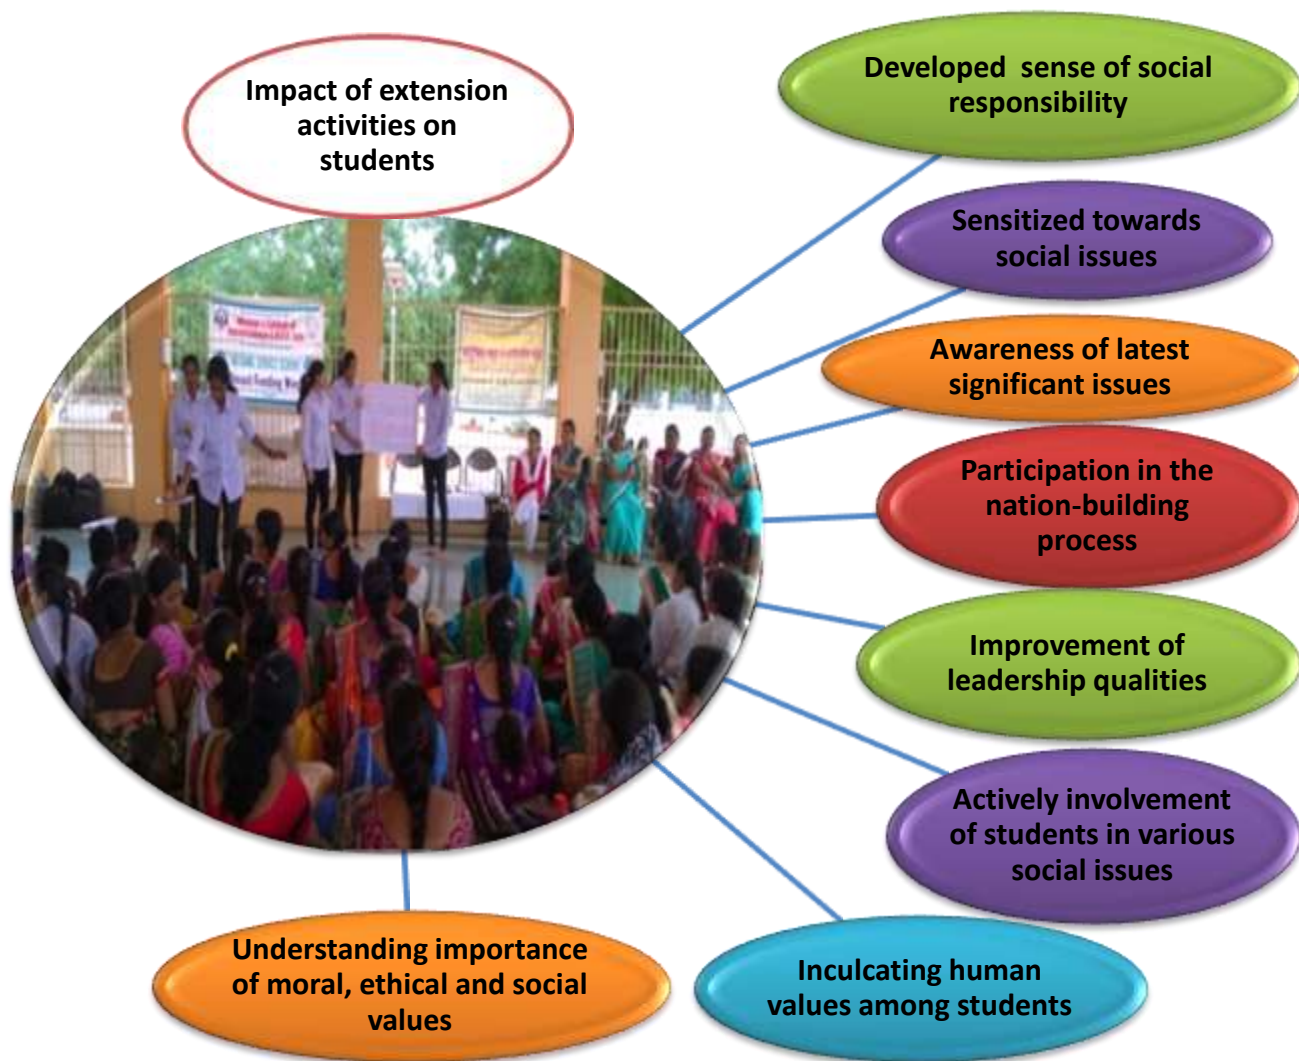 Impact of extension
activities on
students
Developed sense of social
responsibility
Sensitized towards
social issues
Awareness of latest
significant issues
Participation in the
nation-building
process
Improvement of
leadership qualities
Actively involvement
of students in various
social issues
Inculcating human
values among students
Understanding importance
of moral, ethical and social
values